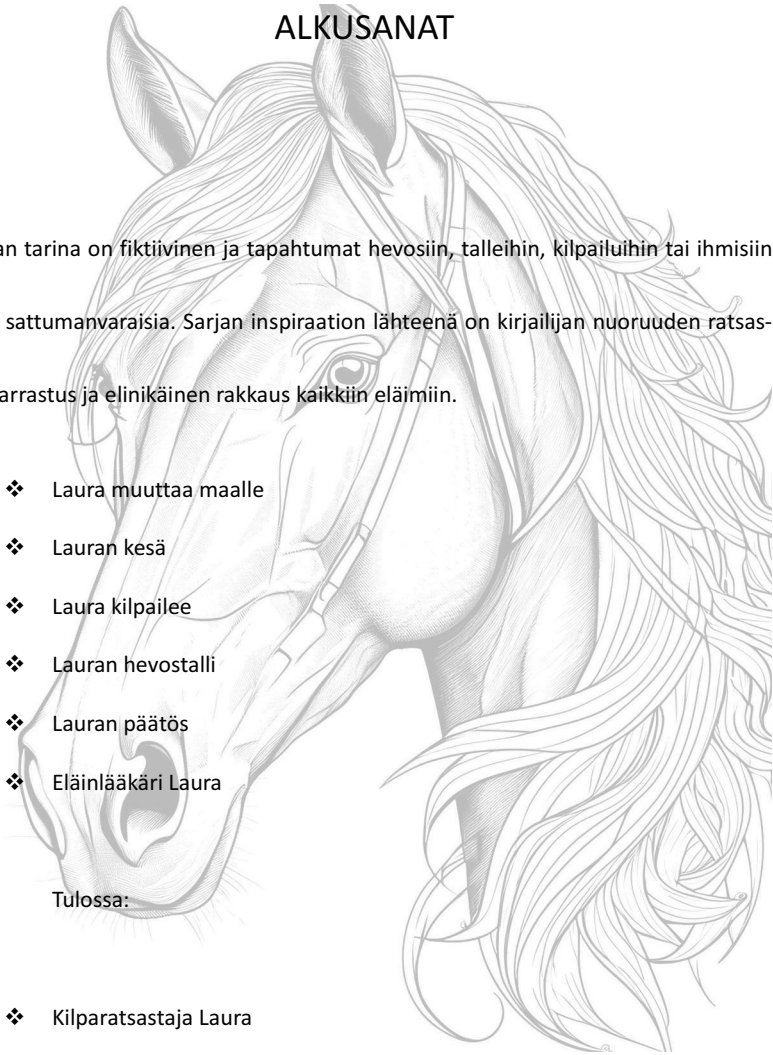 ALKUSANAT
an tarina on fiktiivinen ja tapahtumat hevosiin, talleihin, kilpailuihin tai ihmisiin
sattumanvaraisia. Sarjan inspiraation lähteenä on kirjailijan nuoruuden ratsas-
arrastus ja elinikäinen rakkaus kaikkiin eläimiin.
❖ Laura muuttaa maalle
❖ Lauran kesä
❖ Laura kilpailee
❖ Lauran hevostalli
❖ Lauran päätös
❖ Eläinlääkäri Laura
Tulossa:
❖ Kilparatsastaja Laura